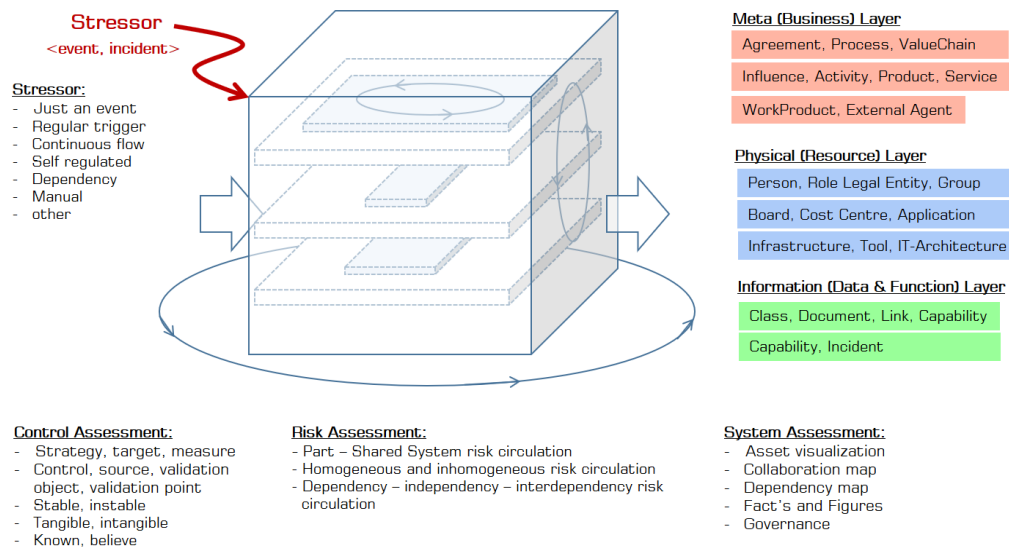 Stressor
<event, incident>
Stressor:
- Just an event
- Regular trigger
- Continuous flow
- Self regulated
- Dependency
- Manual
- other
Meta (Business) Layer
Agreement, Process, ValueChain
Influence, Activity, Product, Service
WorkProduct, External Agent
Physical (Resource) Layer
Person, Role Legal Entity, Group
Board, Cost Centre, Application
Infrastructure, Tool, IT-Architecture
Information (Data & Function) Layer
Class, Document, Link, Capability
Capability, Incident
Control Assessment:
- Strategy, target, measure
- Control, source, validation
object, validation point
- Stable, instable
- Tangible, intangible
- Known, believe
Risk Assessment:
- Part – Shared System risk circulation
- Homogeneous and inhomogeneous risk circulation
- Dependency – independency – interdependency risk
circulation
System Assessment:
- Asset visualization
- Collaboration map
- Dependency map
- Fact's and Figures
- Governance